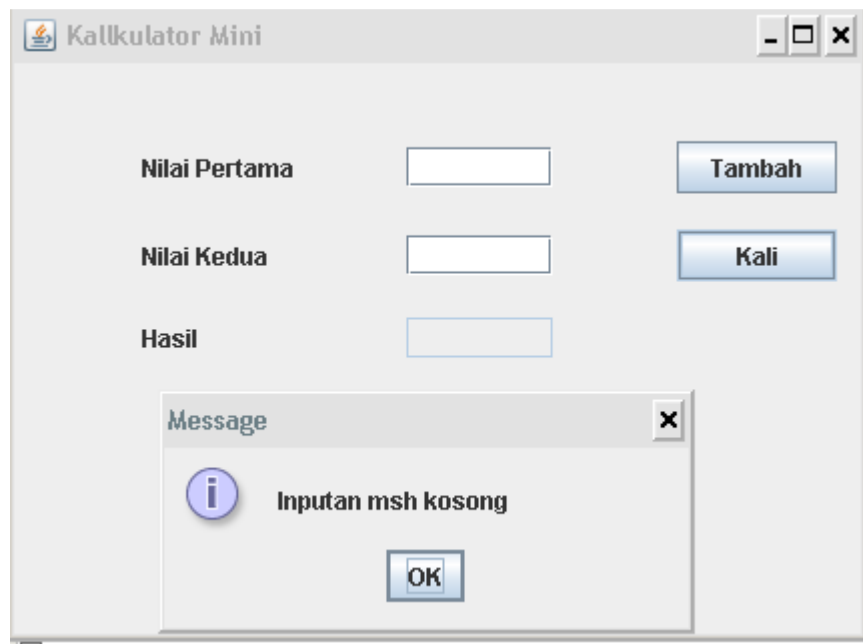 Kallkulator Mini
Nilai Pertama
Tambah
Nilai Kedua
Kali
Hasil
Message
Inputan msh kosong
OK